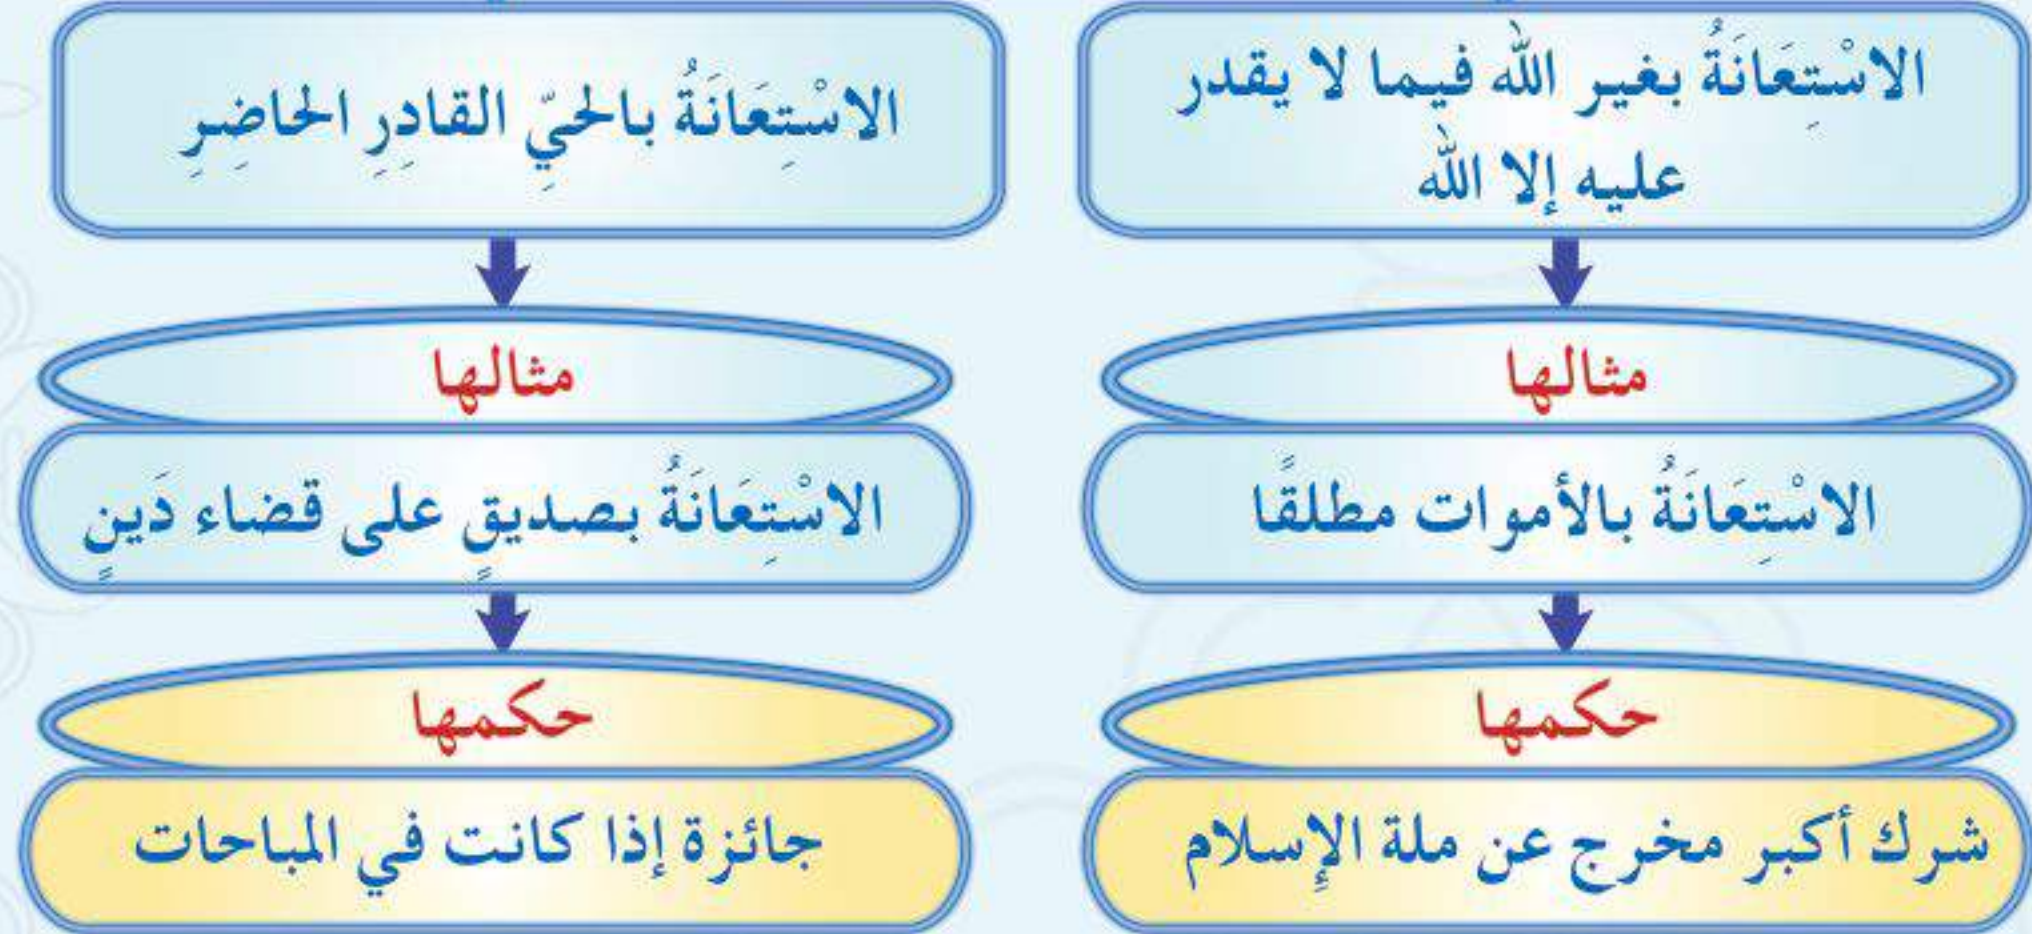 الاسْتِعَانَةُ بغير الله فيما لا يقدر
عليه إلا الله
مثالها
الاسْتِعَانَةُ بالأموات مطلقًا
حكمها
شرك أكبر مخرج عن ملة الإسلام
الاسْتِعَانَةُ بالحيِّ القادِرِ الحاضِرِ
مثالها
الاسْتِعَانَةُ بصديقٍ على قضاء دَينٍ
حكمها
جائزة إذا كانت في المباحات